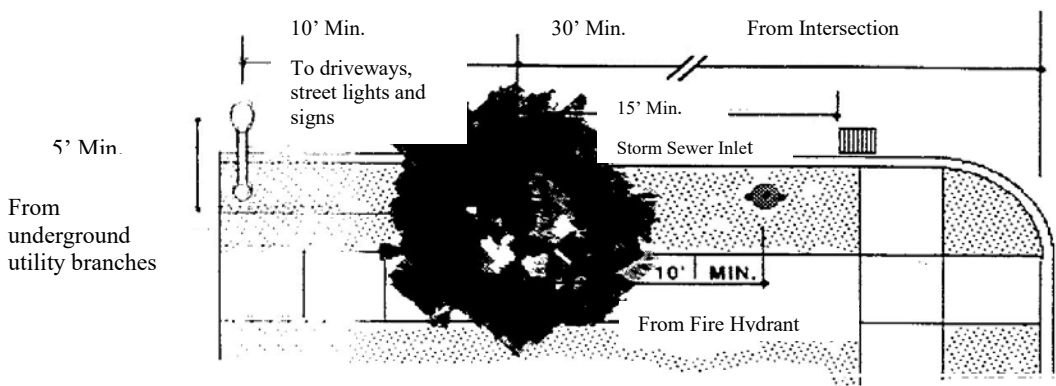 10’ Min.
30’ Min.
From Intersection
To driveways,
street lights and
signs
15’ Min.
5’ Min.
Storm Sewer Inlet
From
underground
utility branches
10' MIN.
From Fire Hydrant